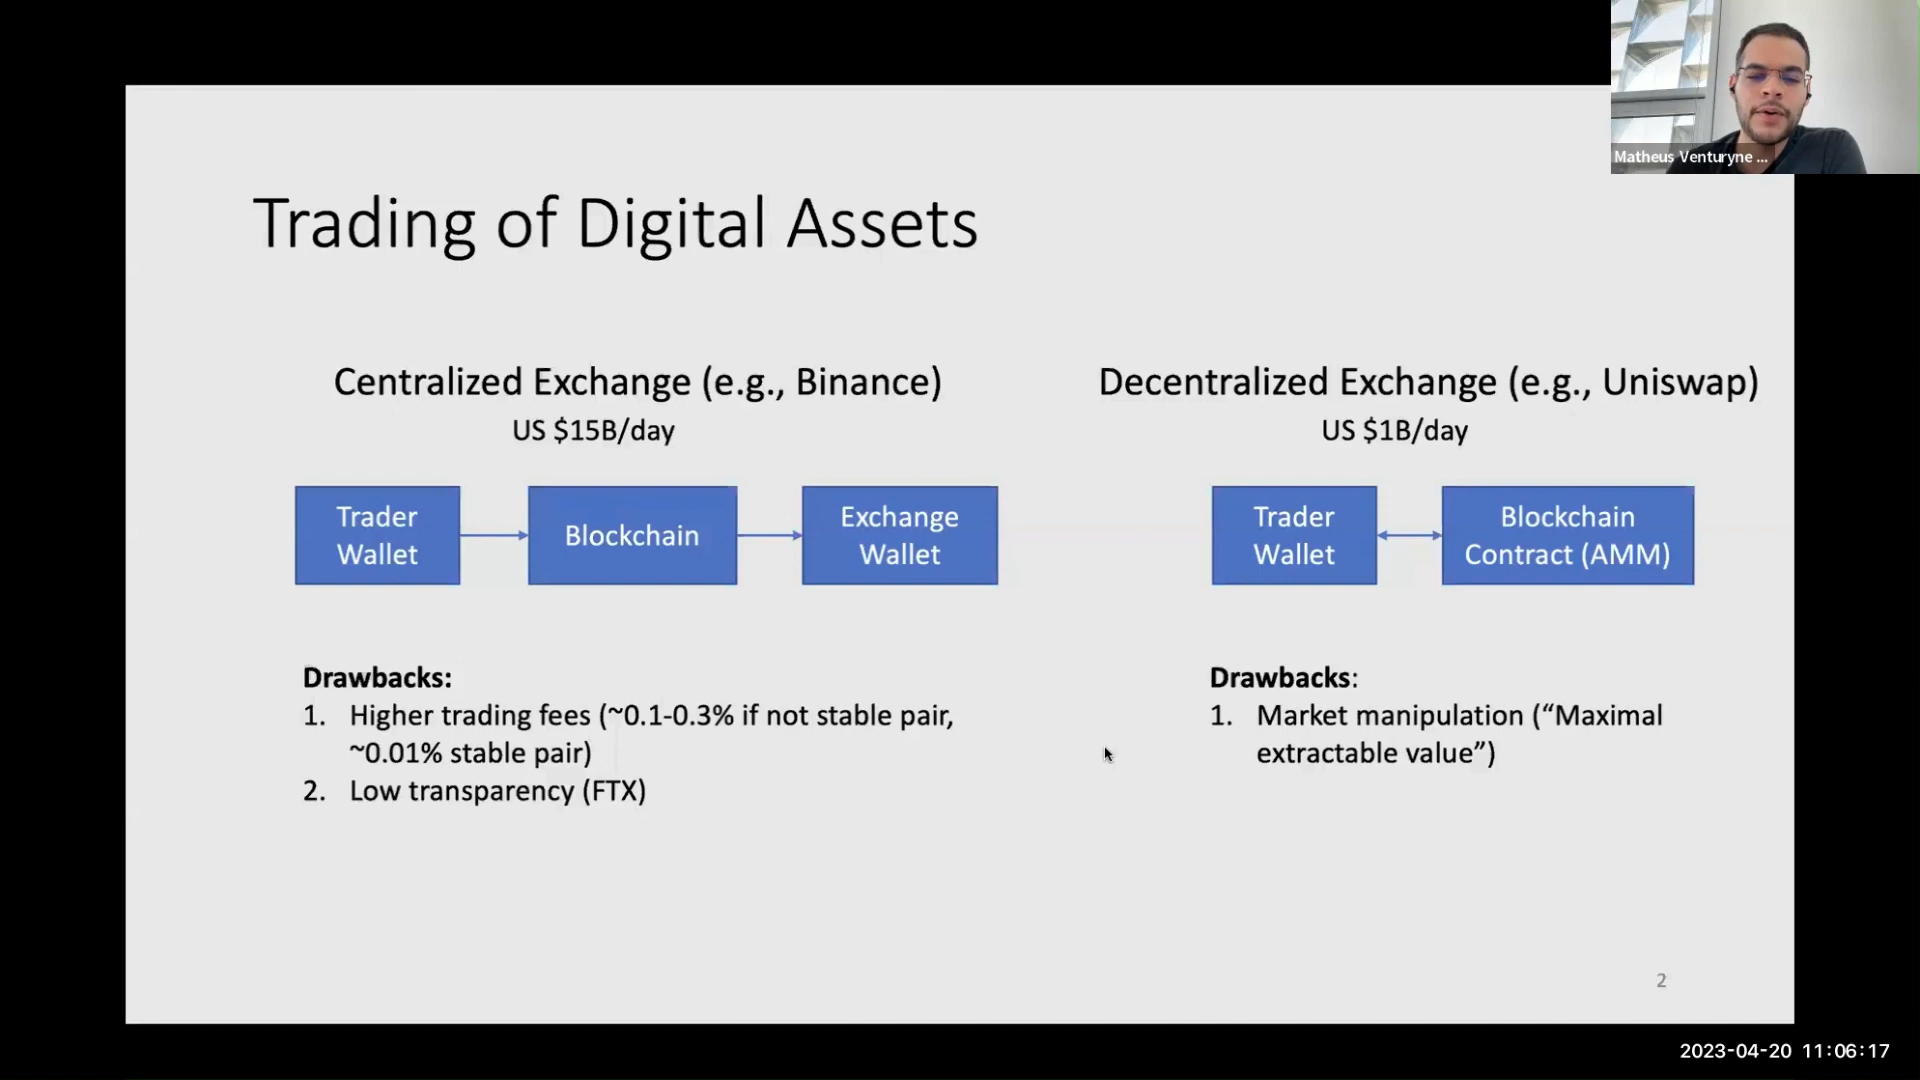 Matheus Venturyne ...
Trading of Digital Assets
Centralized Exchange (e.g., Binance)
US $15B/day
Trader
Wallet
Blockchain
Exchange
Wallet
Drawbacks:
1. Higher trading fees (~0.1-0.3% if not stable pair,
~0.01% stable pair)
2. Low transparency (FTX)
Decentralized Exchange (e.g., Uniswap)
US $1B/day
Trader
Wallet
Blockchain
Contract (AMM)
Drawbacks:
1. Market manipulation (“Maximal
extractable value”)
2
2023-04-20 11:06:17